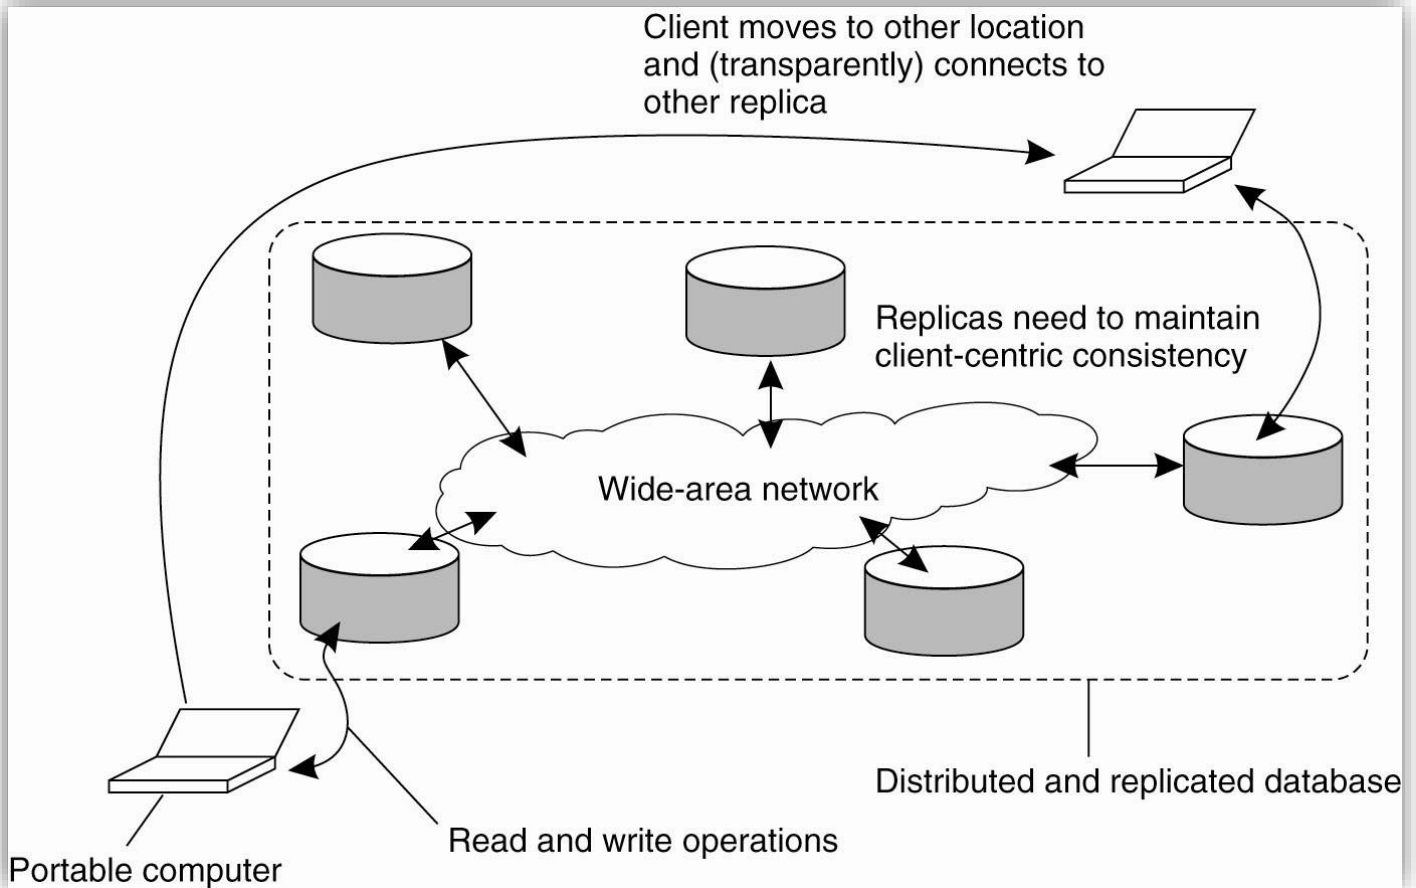 Client moves to other location
and (transparently) connects to
other replica
Replicas need to maintain
client-centric consistency
Wide-area network
Distributed and replicated database
Read and write operations
Portable computer